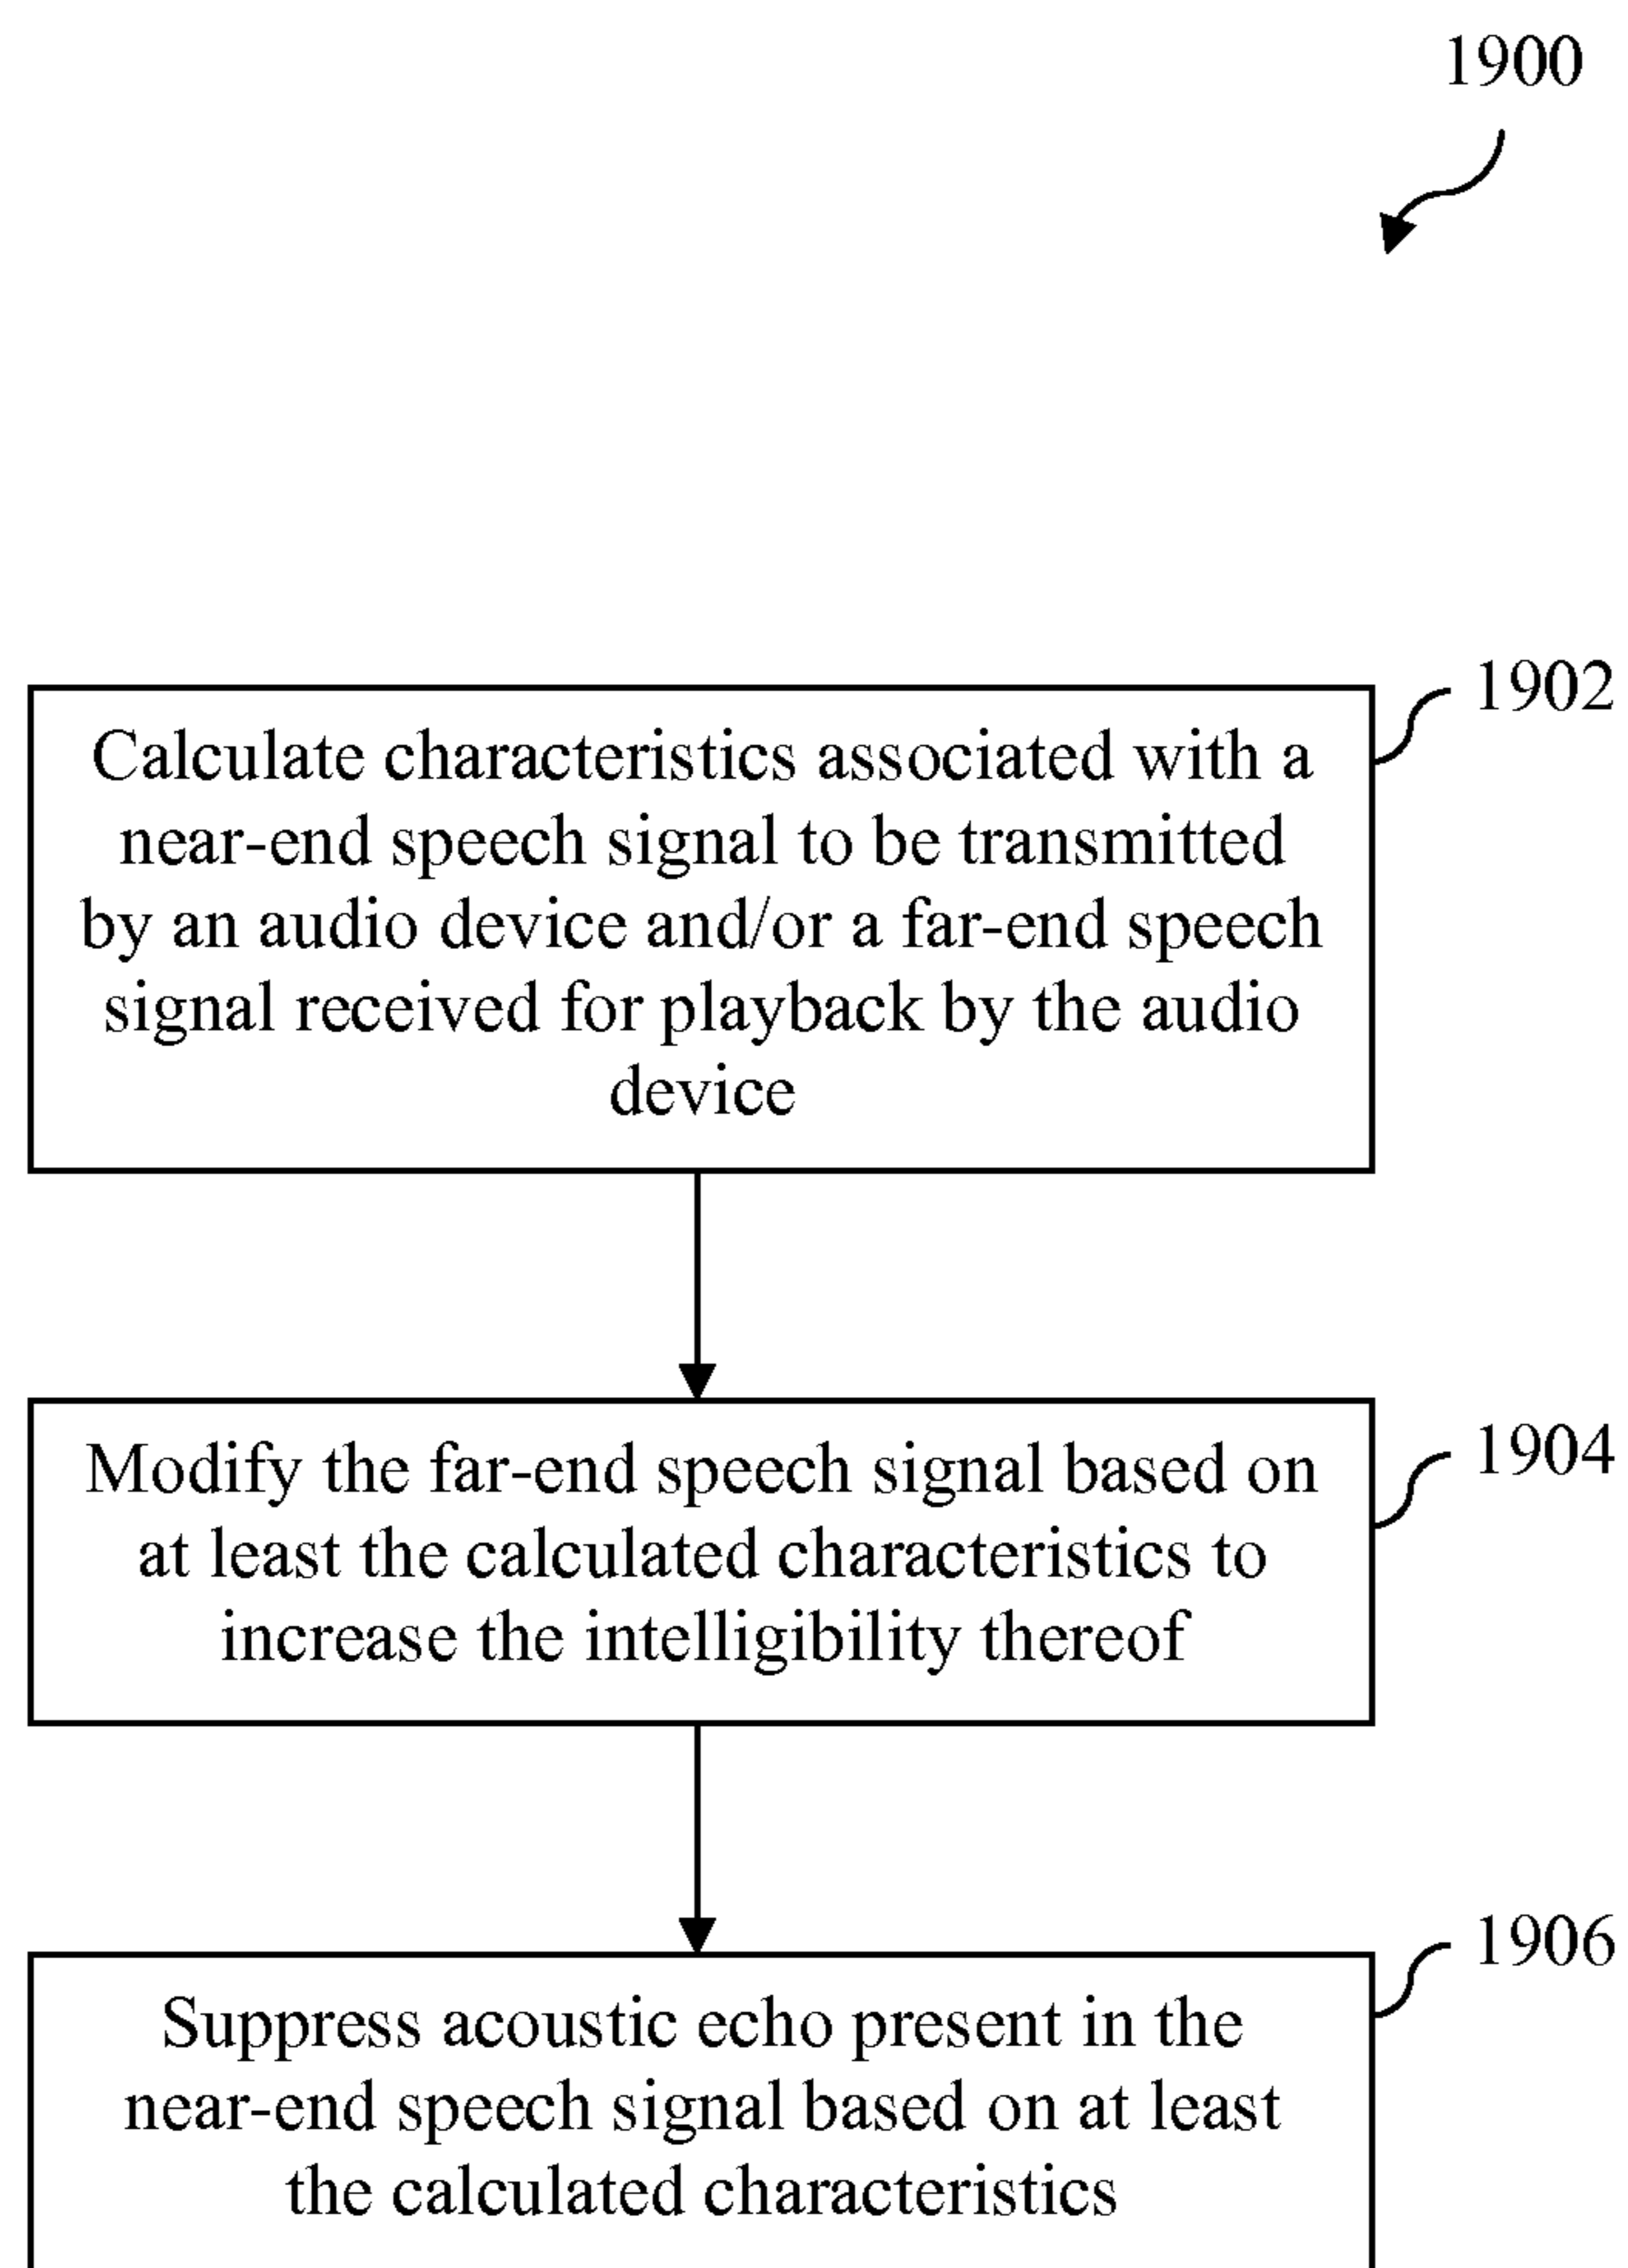 1900
1902
Calculate characteristics associated with a
near-end speech signal to be transmitted
by an audio device and/or a far-end speech
signal received for playback by the audio
device
1904
Modify the far-end speech signal based on
at least the calculated characteristics to
increase the intelligibility thereof
1906
Suppress acoustic echo present in the
near-end speech signal based on at least
the calculated characteristics